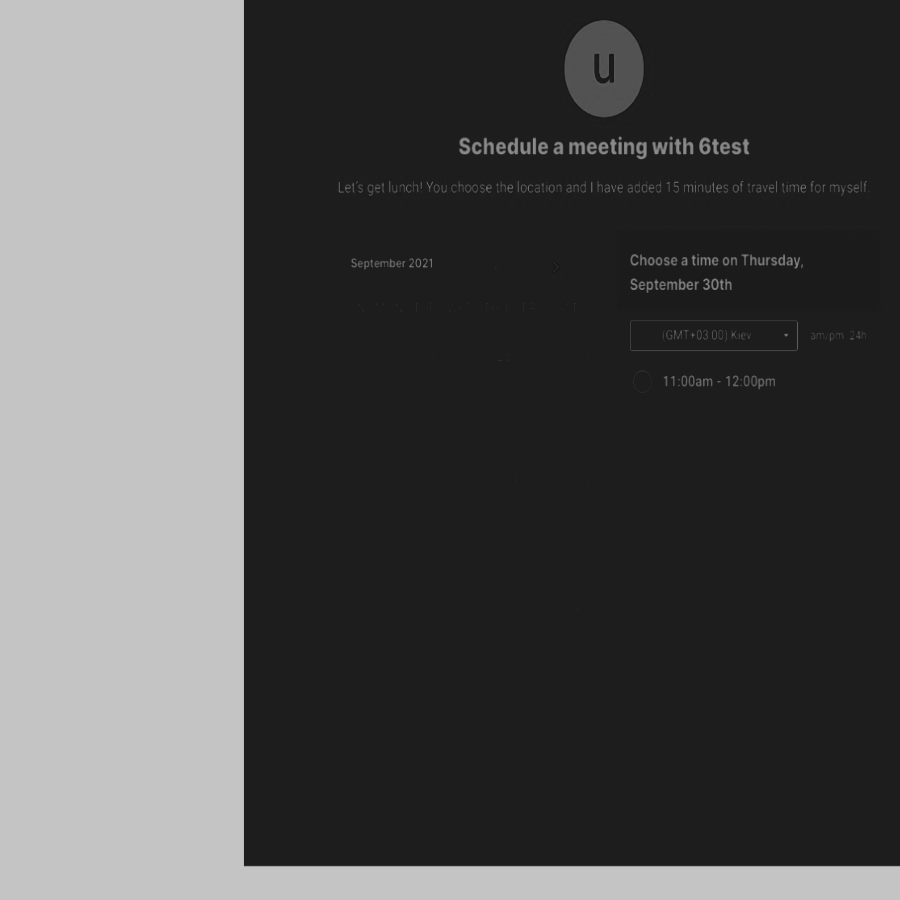 u
Schedule a meeting with 6test
Let's get lunch! You choose the location and I have added 15 minutes of travel time for myself.
September 2021
Choose a time on Thursday,
September 30th
(GMT+03:00) Kiev
am/pm 24h
11:00am - 12:00pm